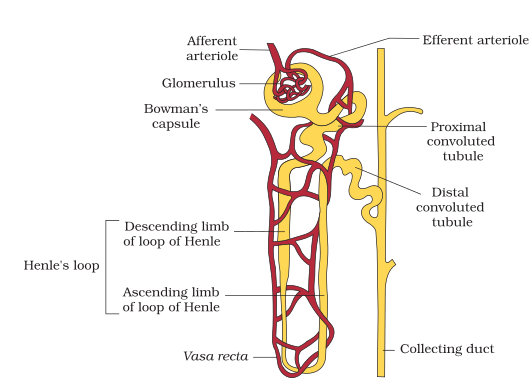 Afferent
arteriole
Efferent arteriole
Glomerulus
Bowman's
capsule
Proximal
convoluted
tubule
Distal
convoluted
tubule
Descending limb
of loop of Henle
Henle's loop
Ascending limb
of loop of Henle
Vasa recta
Collecting duct